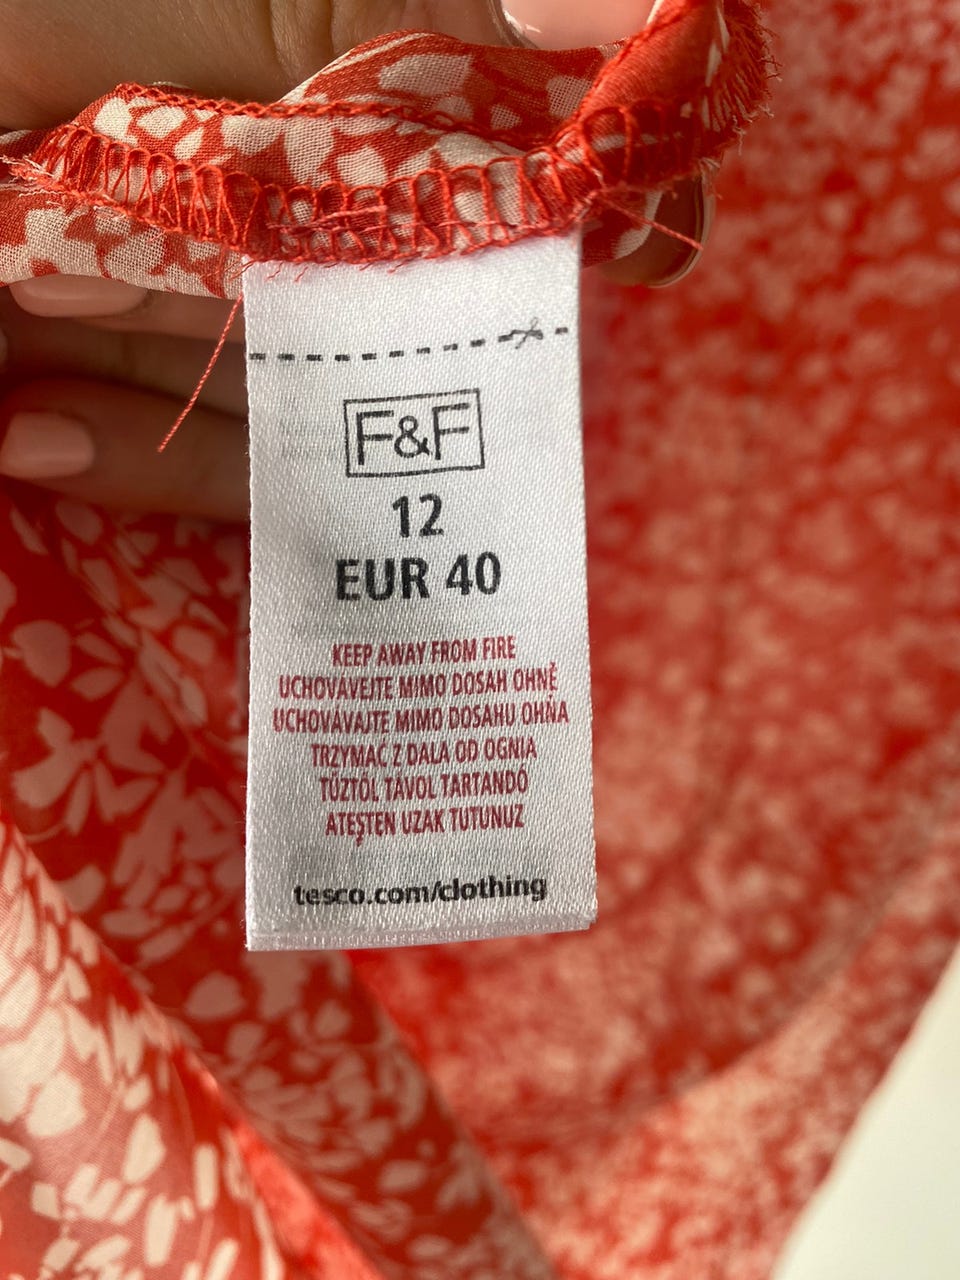 F&F
12
EUR 40
KEEP AWAY FROM FIRE
UCHOVÁVEJTE MIMO DOSAH OHNĚ
UCHOVÁVAJTE MIMO DOSAHU OHŇA
TRZYMAĆ Z DALA OD OGNIA
TŰZTŐL TÁVOL TARTANDÓ
ATEŞTEN UZAK TUTUNUZ
tesco.com/clothing